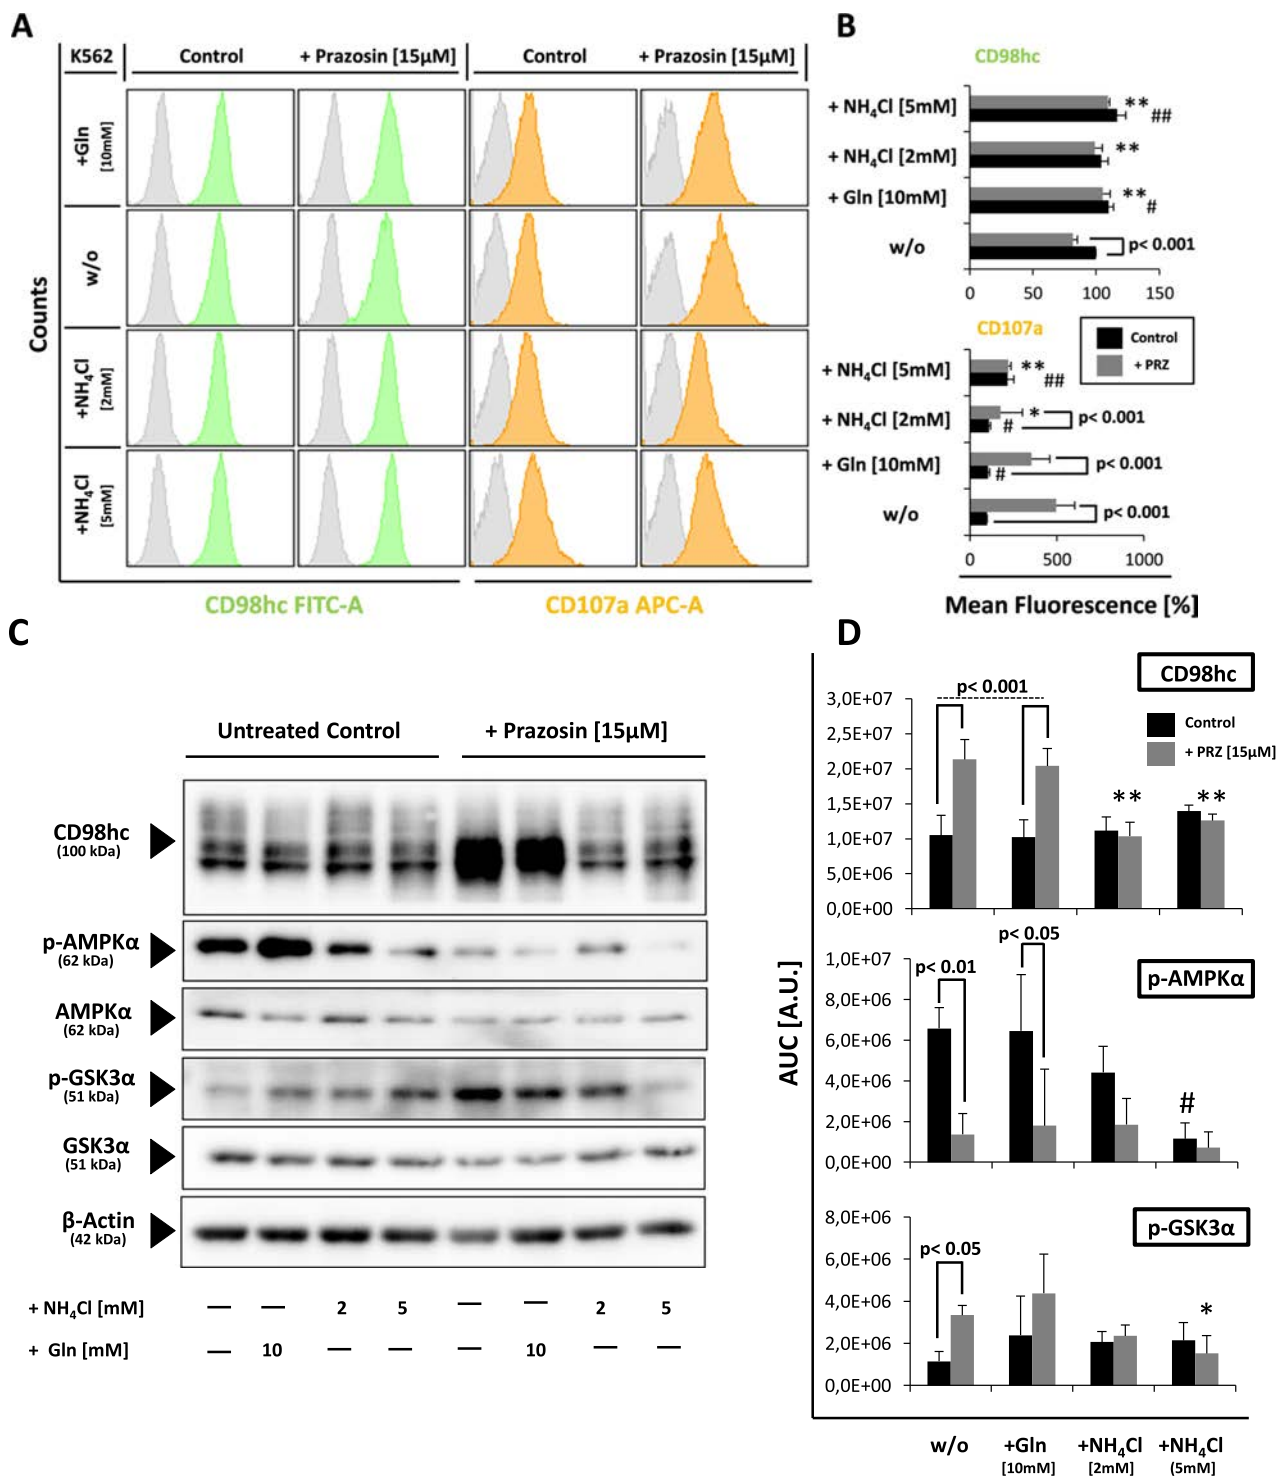 A
K562
Control
+ Prazosin [15µM]
Control
+ Prazosin [15µM]
+Gln
[10mM]
w/o
+NH₄Cl
[2mM]
+NH₄Cl
[5mM]
Counts
CD98hc FITC-A
CD107a APC-A
B
CD98hc
+ NH₄Cl [5mM]
**
##
+ NH₄Cl [2mM]
**
+ Gln [10mM]
**
#
w/o
p< 0.001
0 50 100 150
CD107a
Control
+ PRZ
+ NH₄Cl [5mM]
**
##
+ NH₄Cl [2mM]
*
#
p< 0.001
+ Gln [10mM]
#
p< 0.001
w/o
p< 0.001
0 500 1000
Mean Fluorescence [%]
C
Untreated Control
+ Prazosin [15µM]
CD98hc
(100 kDa)
p-AMPKα
(62 kDa)
AMPKα
(62 kDa)
p-GSK3α
(51 kDa)
GSK3α
(51 kDa)
β-Actin
(42 kDa)
+ NH₄Cl [mM] — — 2 5 — — 2 5
+ Gln [mM] — 10 — — — 10 — —
D
CD98hc
Control
+ PRZ [15µM]
p< 0.001
3,0E+07
2,5E+07
2,0E+07
1,5E+07
1,0E+07
5,0E+06
0,0E+00
**
**
AUC [A.U.]
p-AMPKα
p< 0.01
p< 0.05
1,0E+07
8,0E+06
6,0E+06
4,0E+06
2,0E+06
0,0E+00
#
p-GSK3α
p< 0.05
8,0E+06
6,0E+06
4,0E+06
2,0E+06
0,0E+00
*
w/o
+Gln
[10mM]
+NH₄Cl
[2mM]
+NH₄Cl
(5mM]